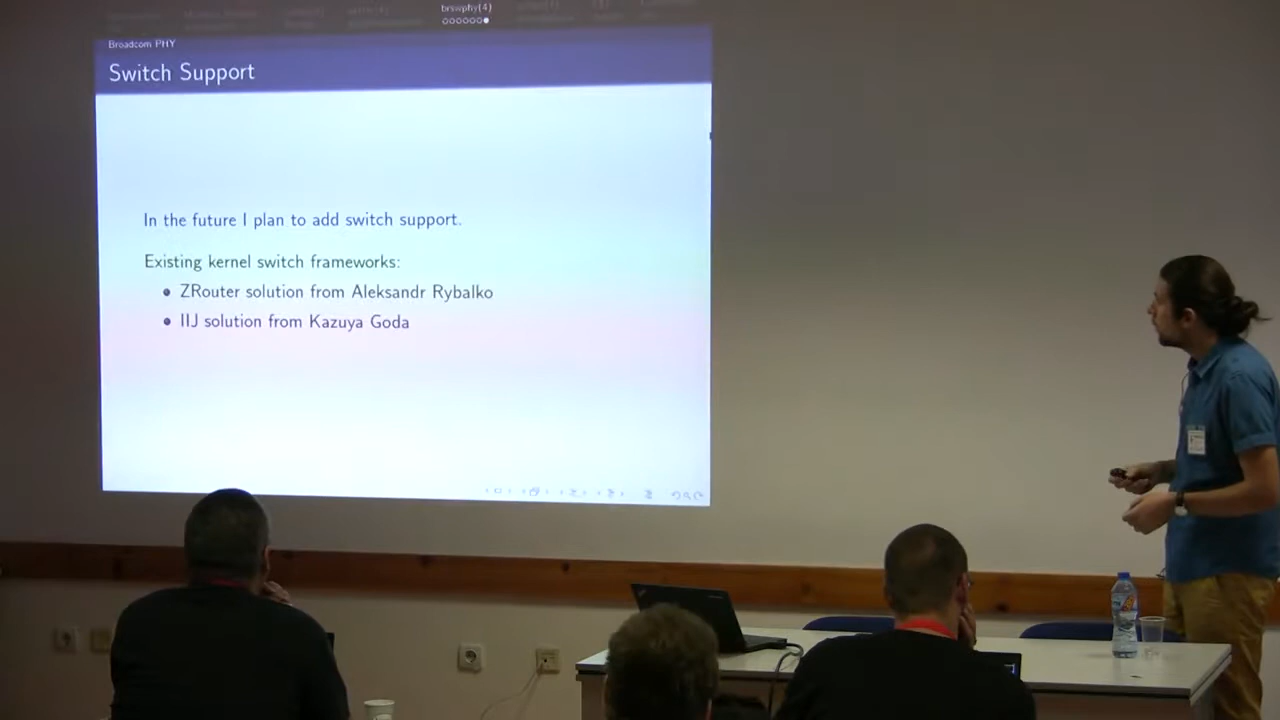 brswphy(4)
Broadcom PHY
Switch Support
In the future I plan to add switch support.
Existing kernel switch frameworks:
ZRouter solution from Aleksandr Rybalko
IIJ solution from Kazuya Goda